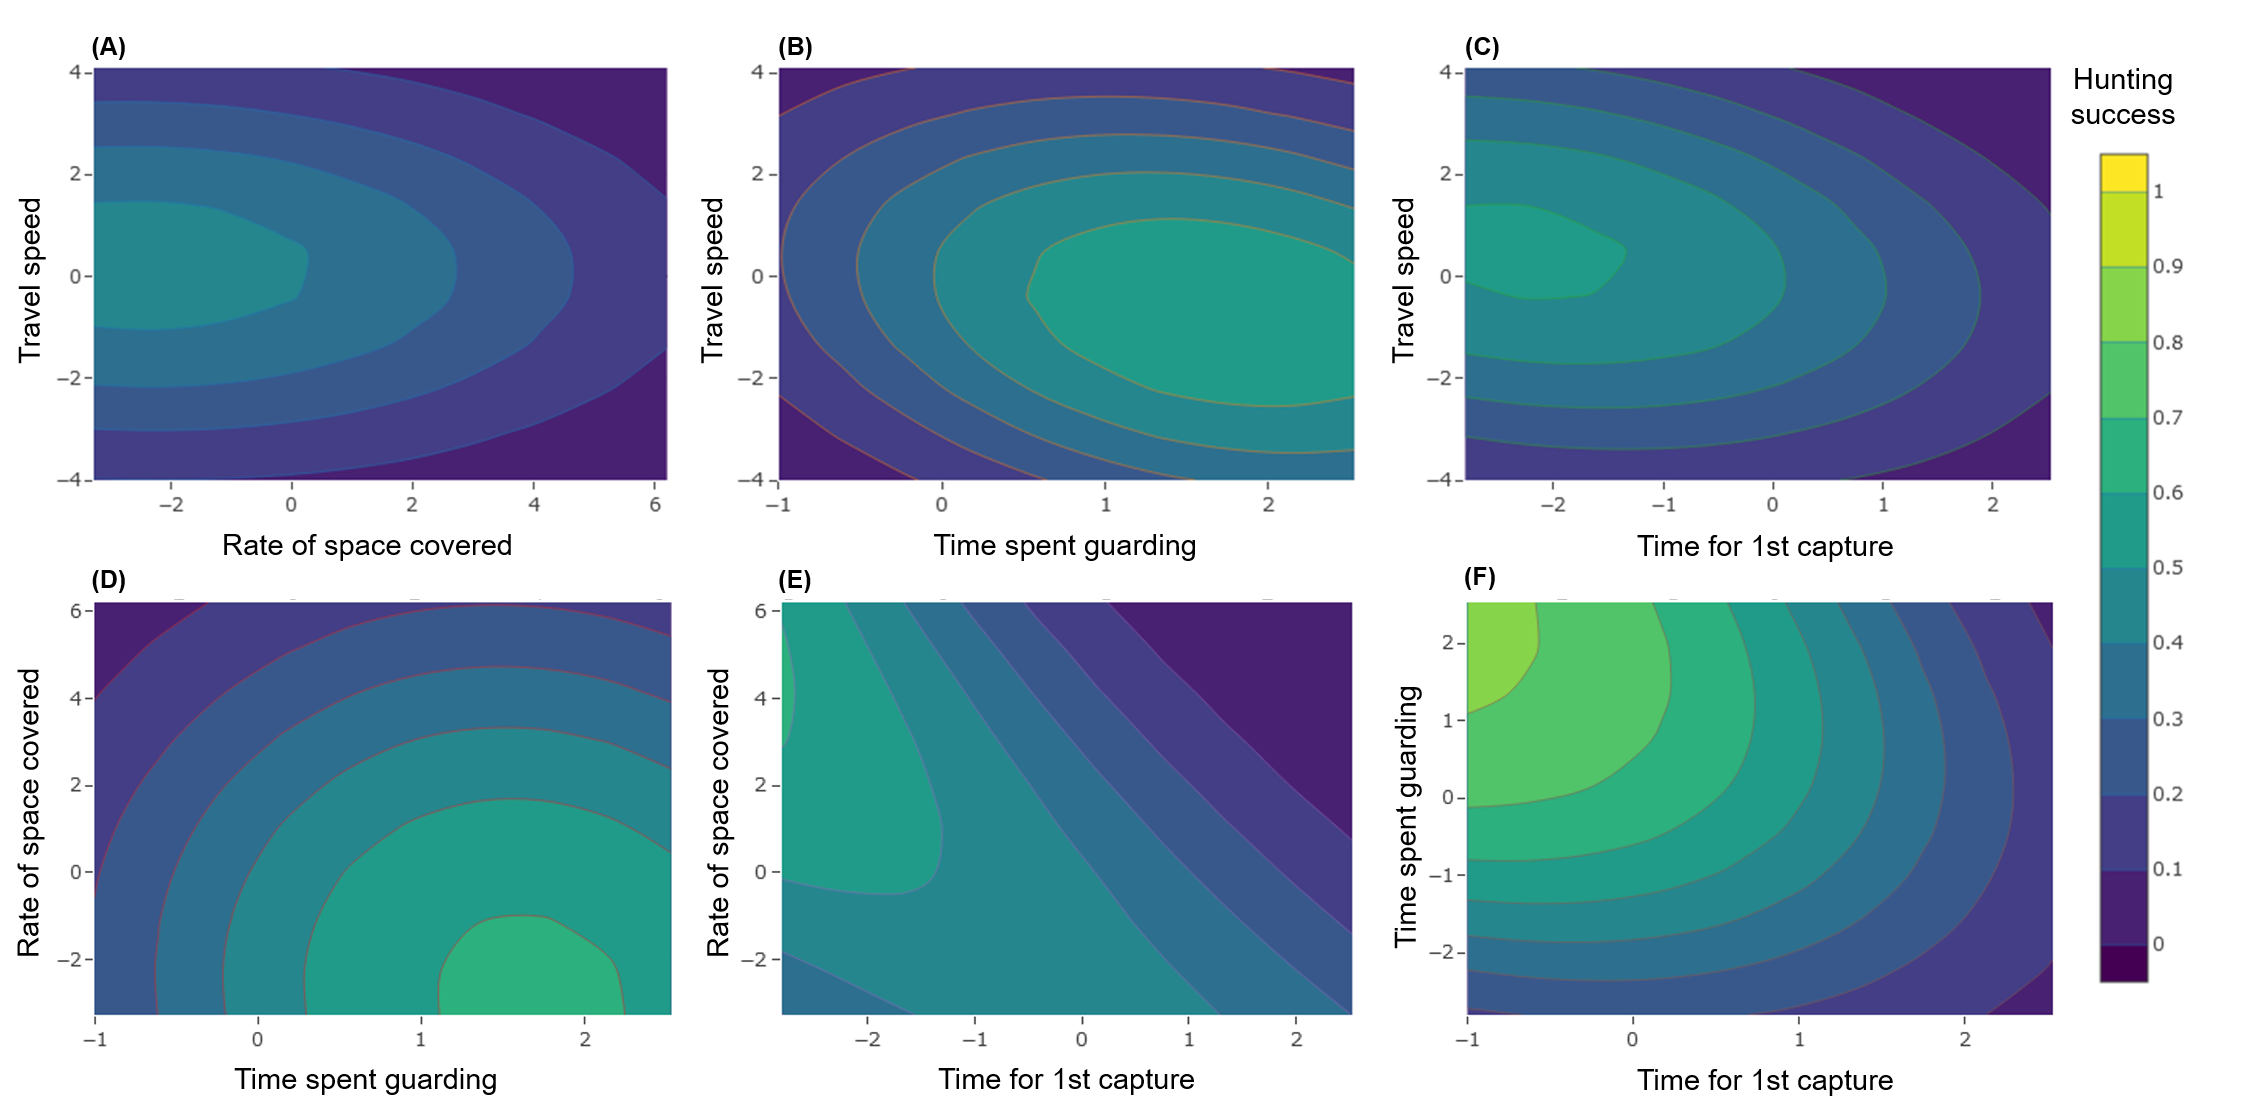 (A)
4
2
0
−2
−4
Travel speed
−2 0 2 4 6
Rate of space covered
(B)
4
2
0
−2
−4
Travel speed
−1 0 1 2
Time spent guarding
(C)
4
2
0
−2
−4
Travel speed
−2 −1 0 1 2
Time for 1st capture
Hunting
success
1
0.9
0.8
0.7
0.6
0.5
0.4
0.3
0.2
0.1
0
(D)
6
4
2
0
−2
Rate of space covered
−1 0 1 2
Time spent guarding
(E)
6
4
2
0
−2
Rate of space covered
−2 −1 0 1 2
Time for 1st capture
(F)
2
1
0
−1
−2
Time spent guarding
−1 0 1 2
Time for 1st capture